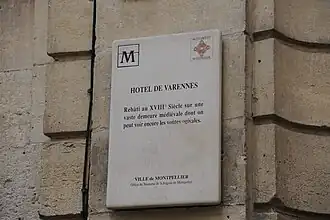 M
HOTEL DE VARENNES
Rebâti au XVIIIe Siècle sur une
vaste demeure médiévale dont on
peut voir encore les voûtes ogivales.
VILLE de MONTPELLIER